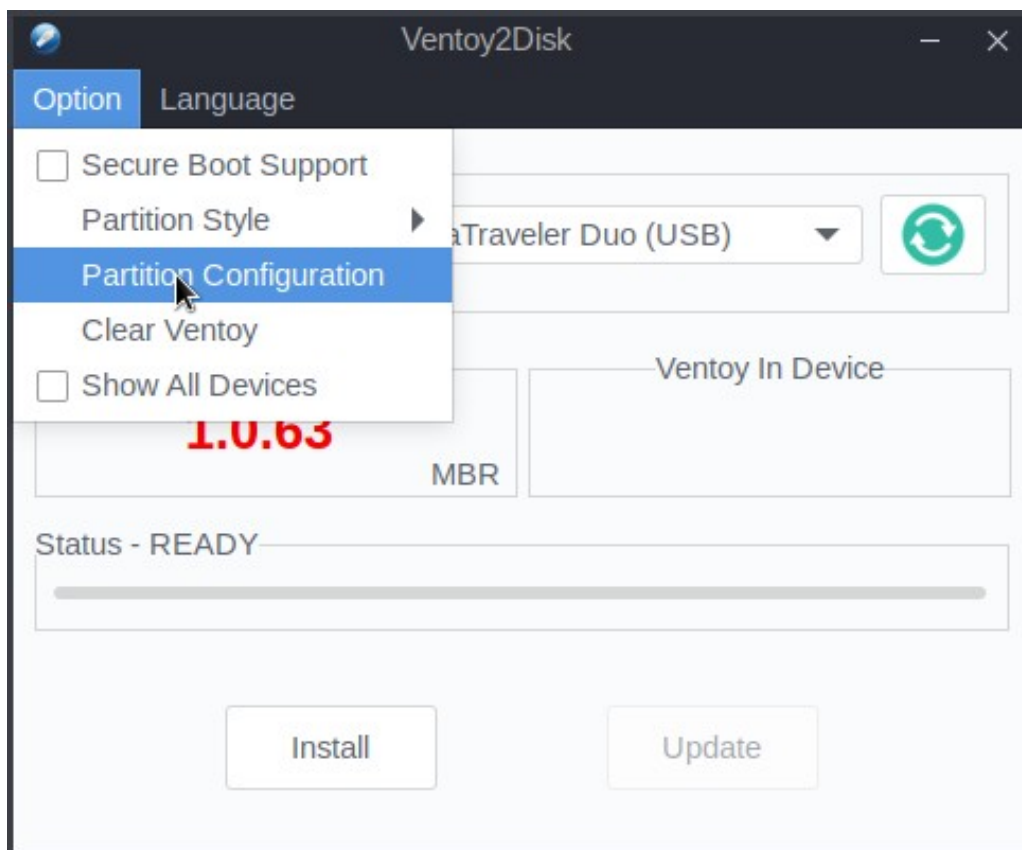 Ventoy2Disk
Option Language
Secure Boot Support
Partition Style
aTraveler Duo (USB)
Partition Configuration
Clear Ventoy
Show All Devices
Ventoy In Device
1.0.63
MBR
Status - READY
Install
Update